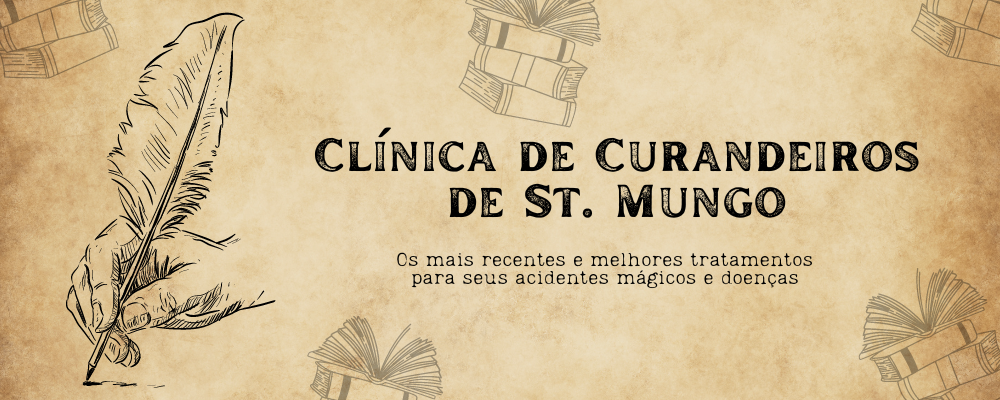 Clínica de Curandeiros
de St. Mungo
Os mais recentes e melhores tratamentos
para seus acidentes mágicos e doenças